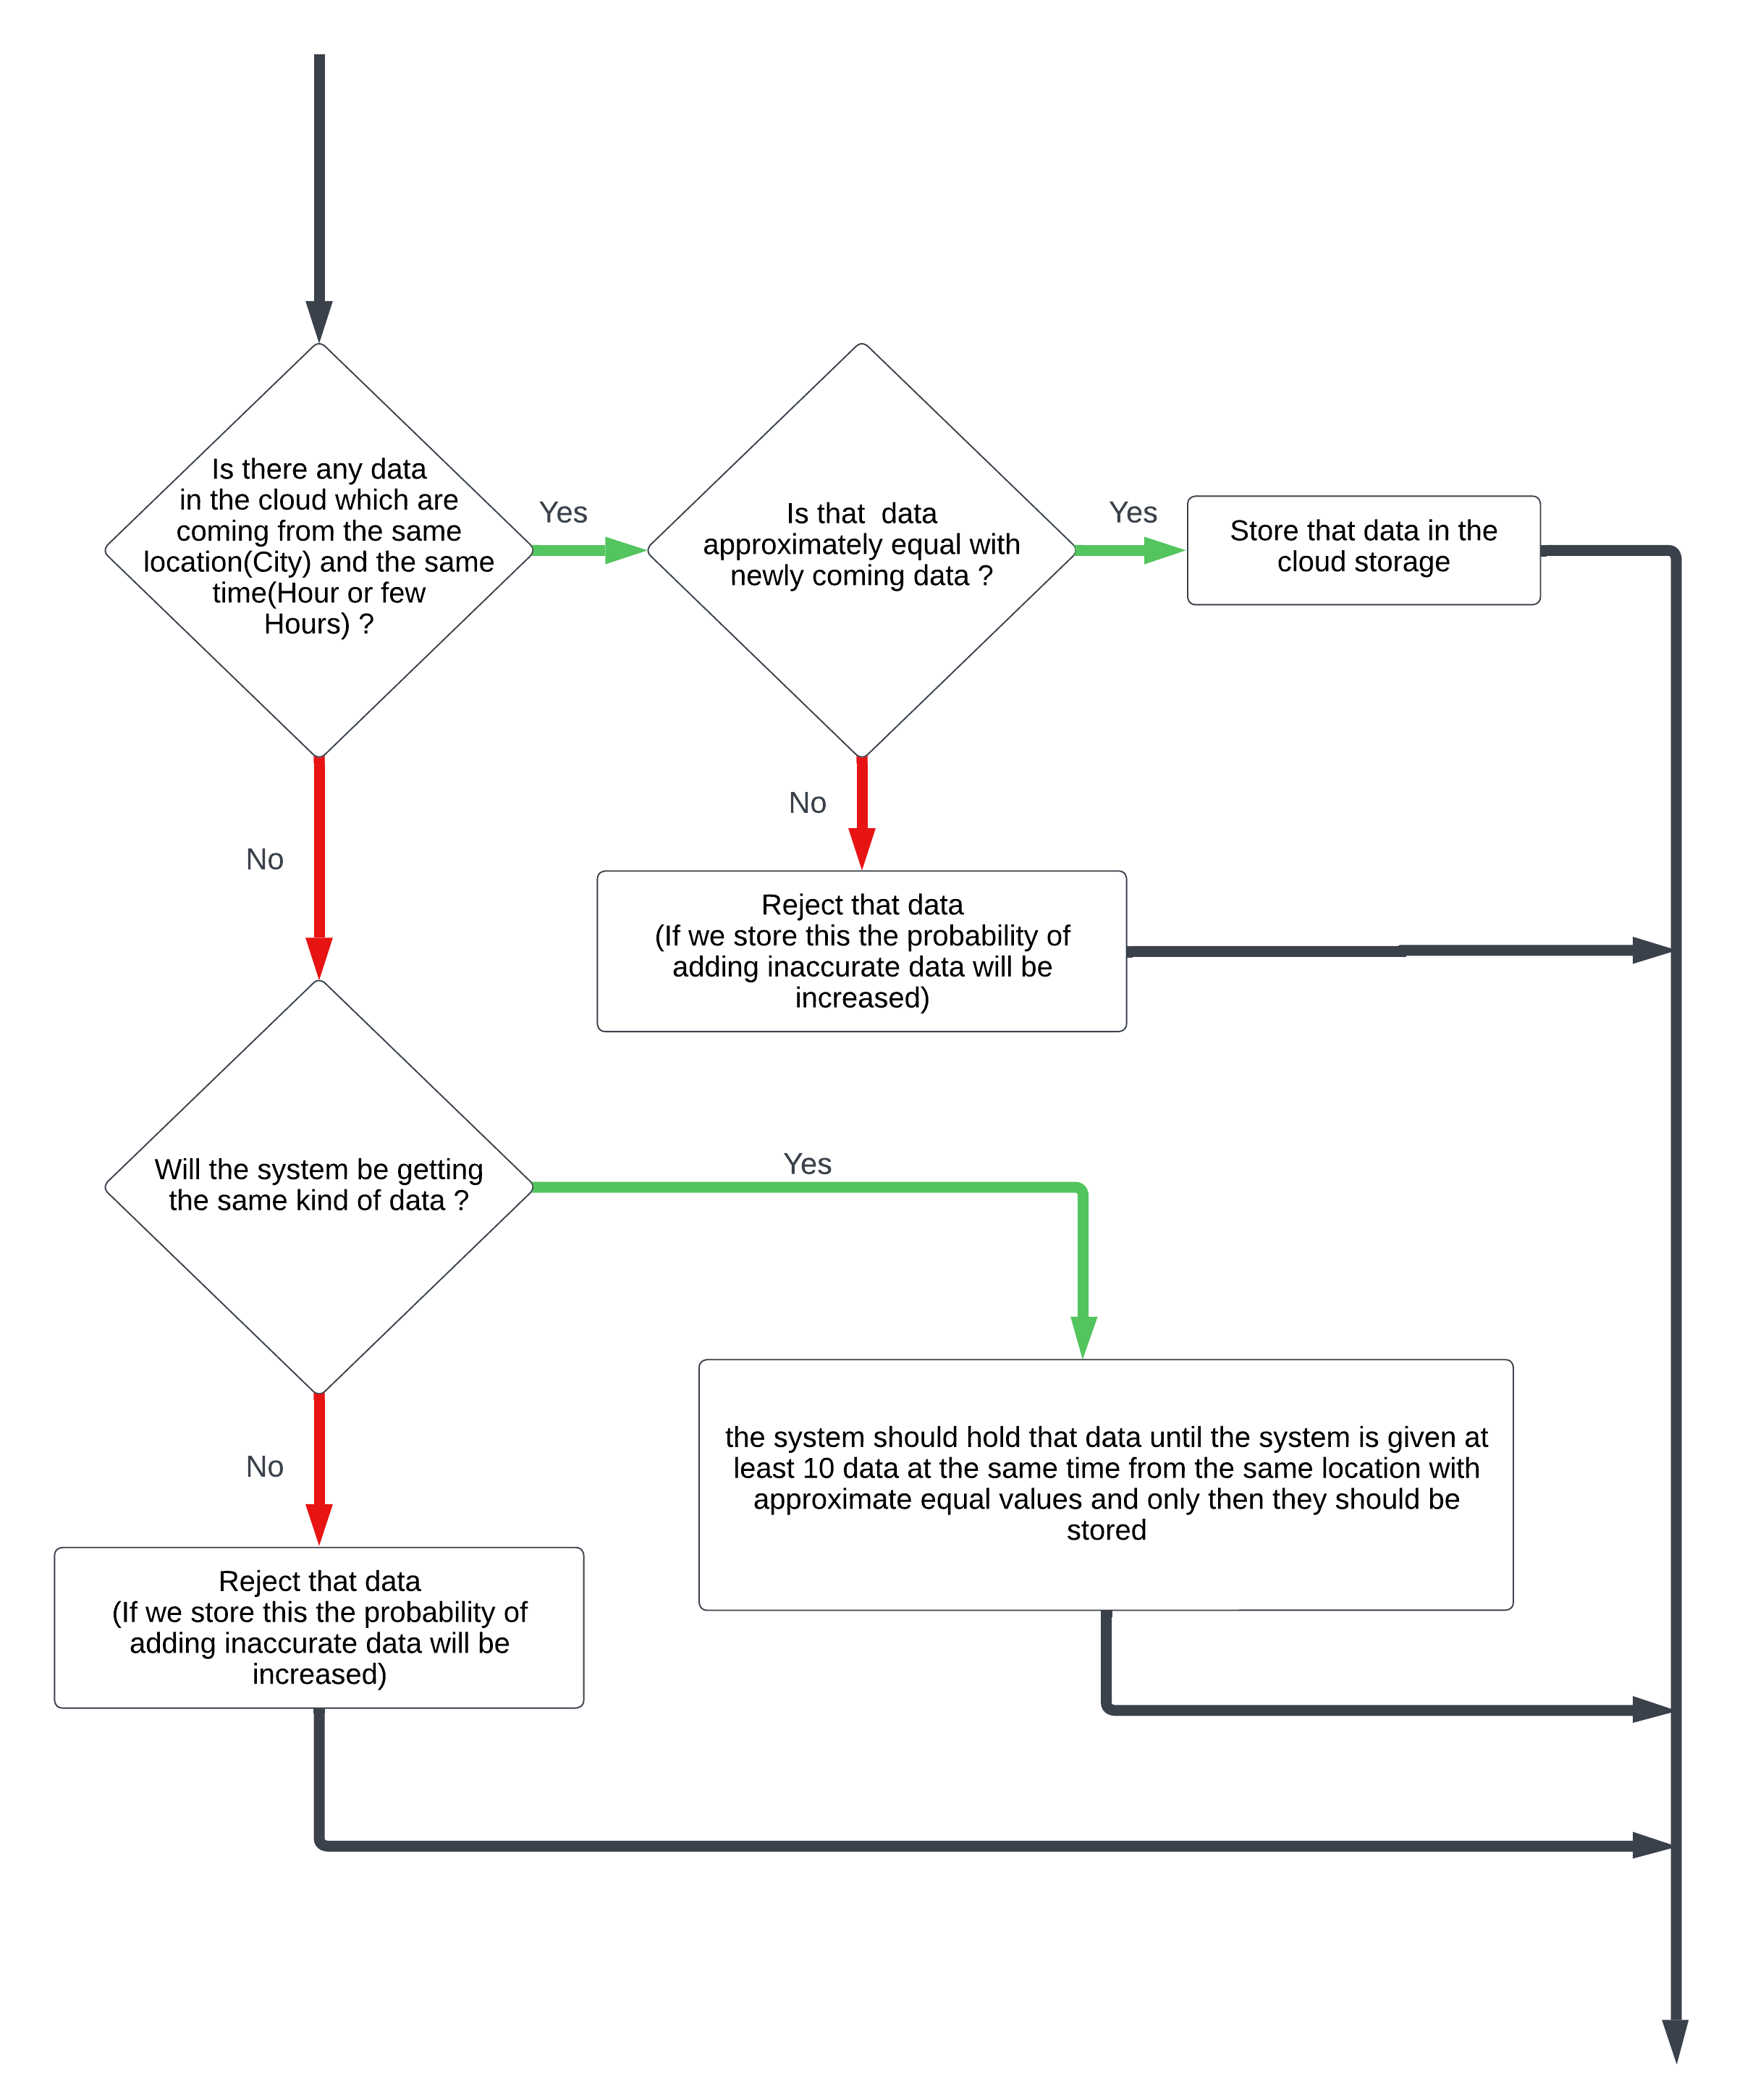 Is there any data
in the cloud which are
coming from the same
location(City) and the same
time(Hour or few
Hours) ?
Yes
Is that  data
approximately equal with
newly coming data ?
Yes
Store that data in the
cloud storage
No
Reject that data
(If we store this the probability of
adding inaccurate data will be
increased)
No
Will the system be getting
the same kind of data ?
Yes
the system should hold that data until the system is given at
least 10 data at the same time from the same location with
approximate equal values and only then they should be
stored
No
Reject that data
(If we store this the probability of
adding inaccurate data will be
increased)